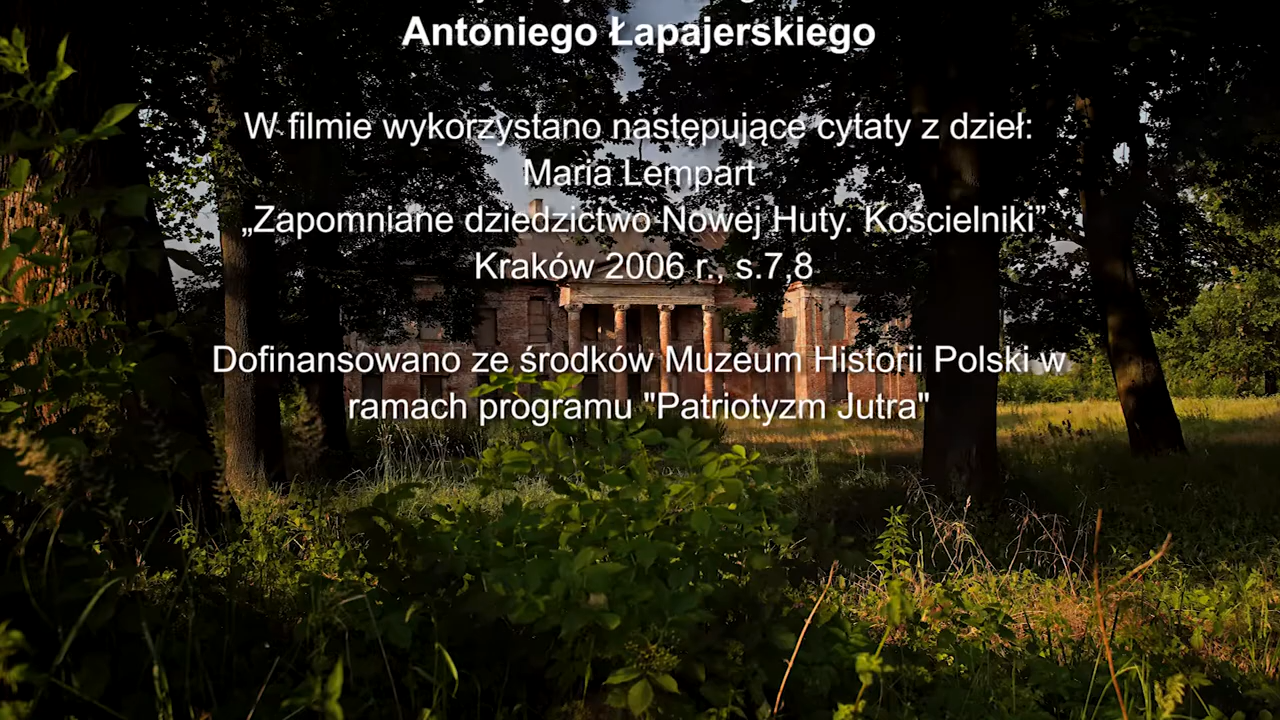 Antoniego Łapajerskiego
W filmie wykorzystano następujące cytaty z dzieł:
Maria Lempart
„Zapomniane dziedzictwo Nowej Huty. Kościelniki”
Kraków 2006 r., s.7,8
Dofinansowano ze środków Muzeum Historii Polski w
ramach programu "Patriotyzm Jutra"